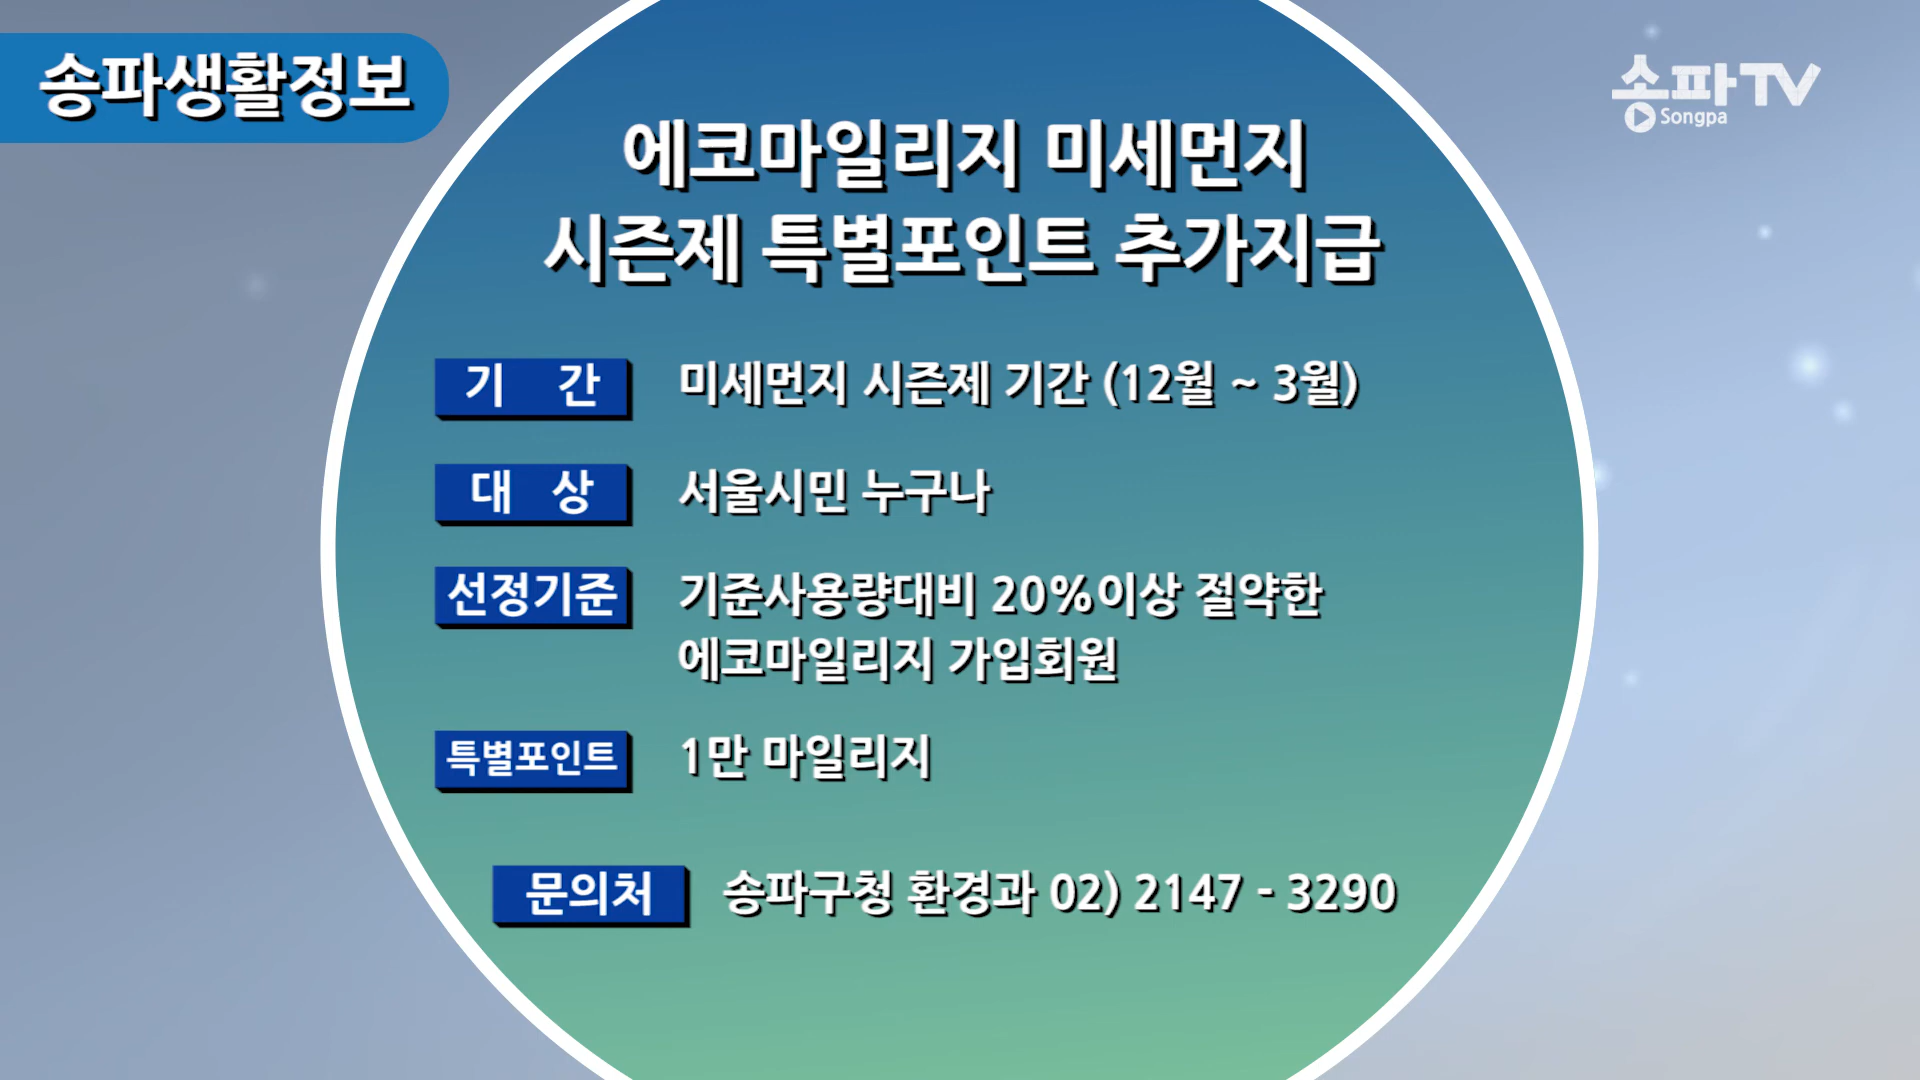 송파생활정보
송파TV
Songpa
에코마일리지 미세먼지
시즌제 특별포인트 추가지급
기 간 미세먼지 시즌제 기간 (12월 ~ 3월)
대 상 서울시민 누구나
선정기준 기준사용량대비 20%이상 절약한
에코마일리지 가입회원
특별포인트 1만 마일리지
문의처 송파구청 환경과 02) 2147 - 3290